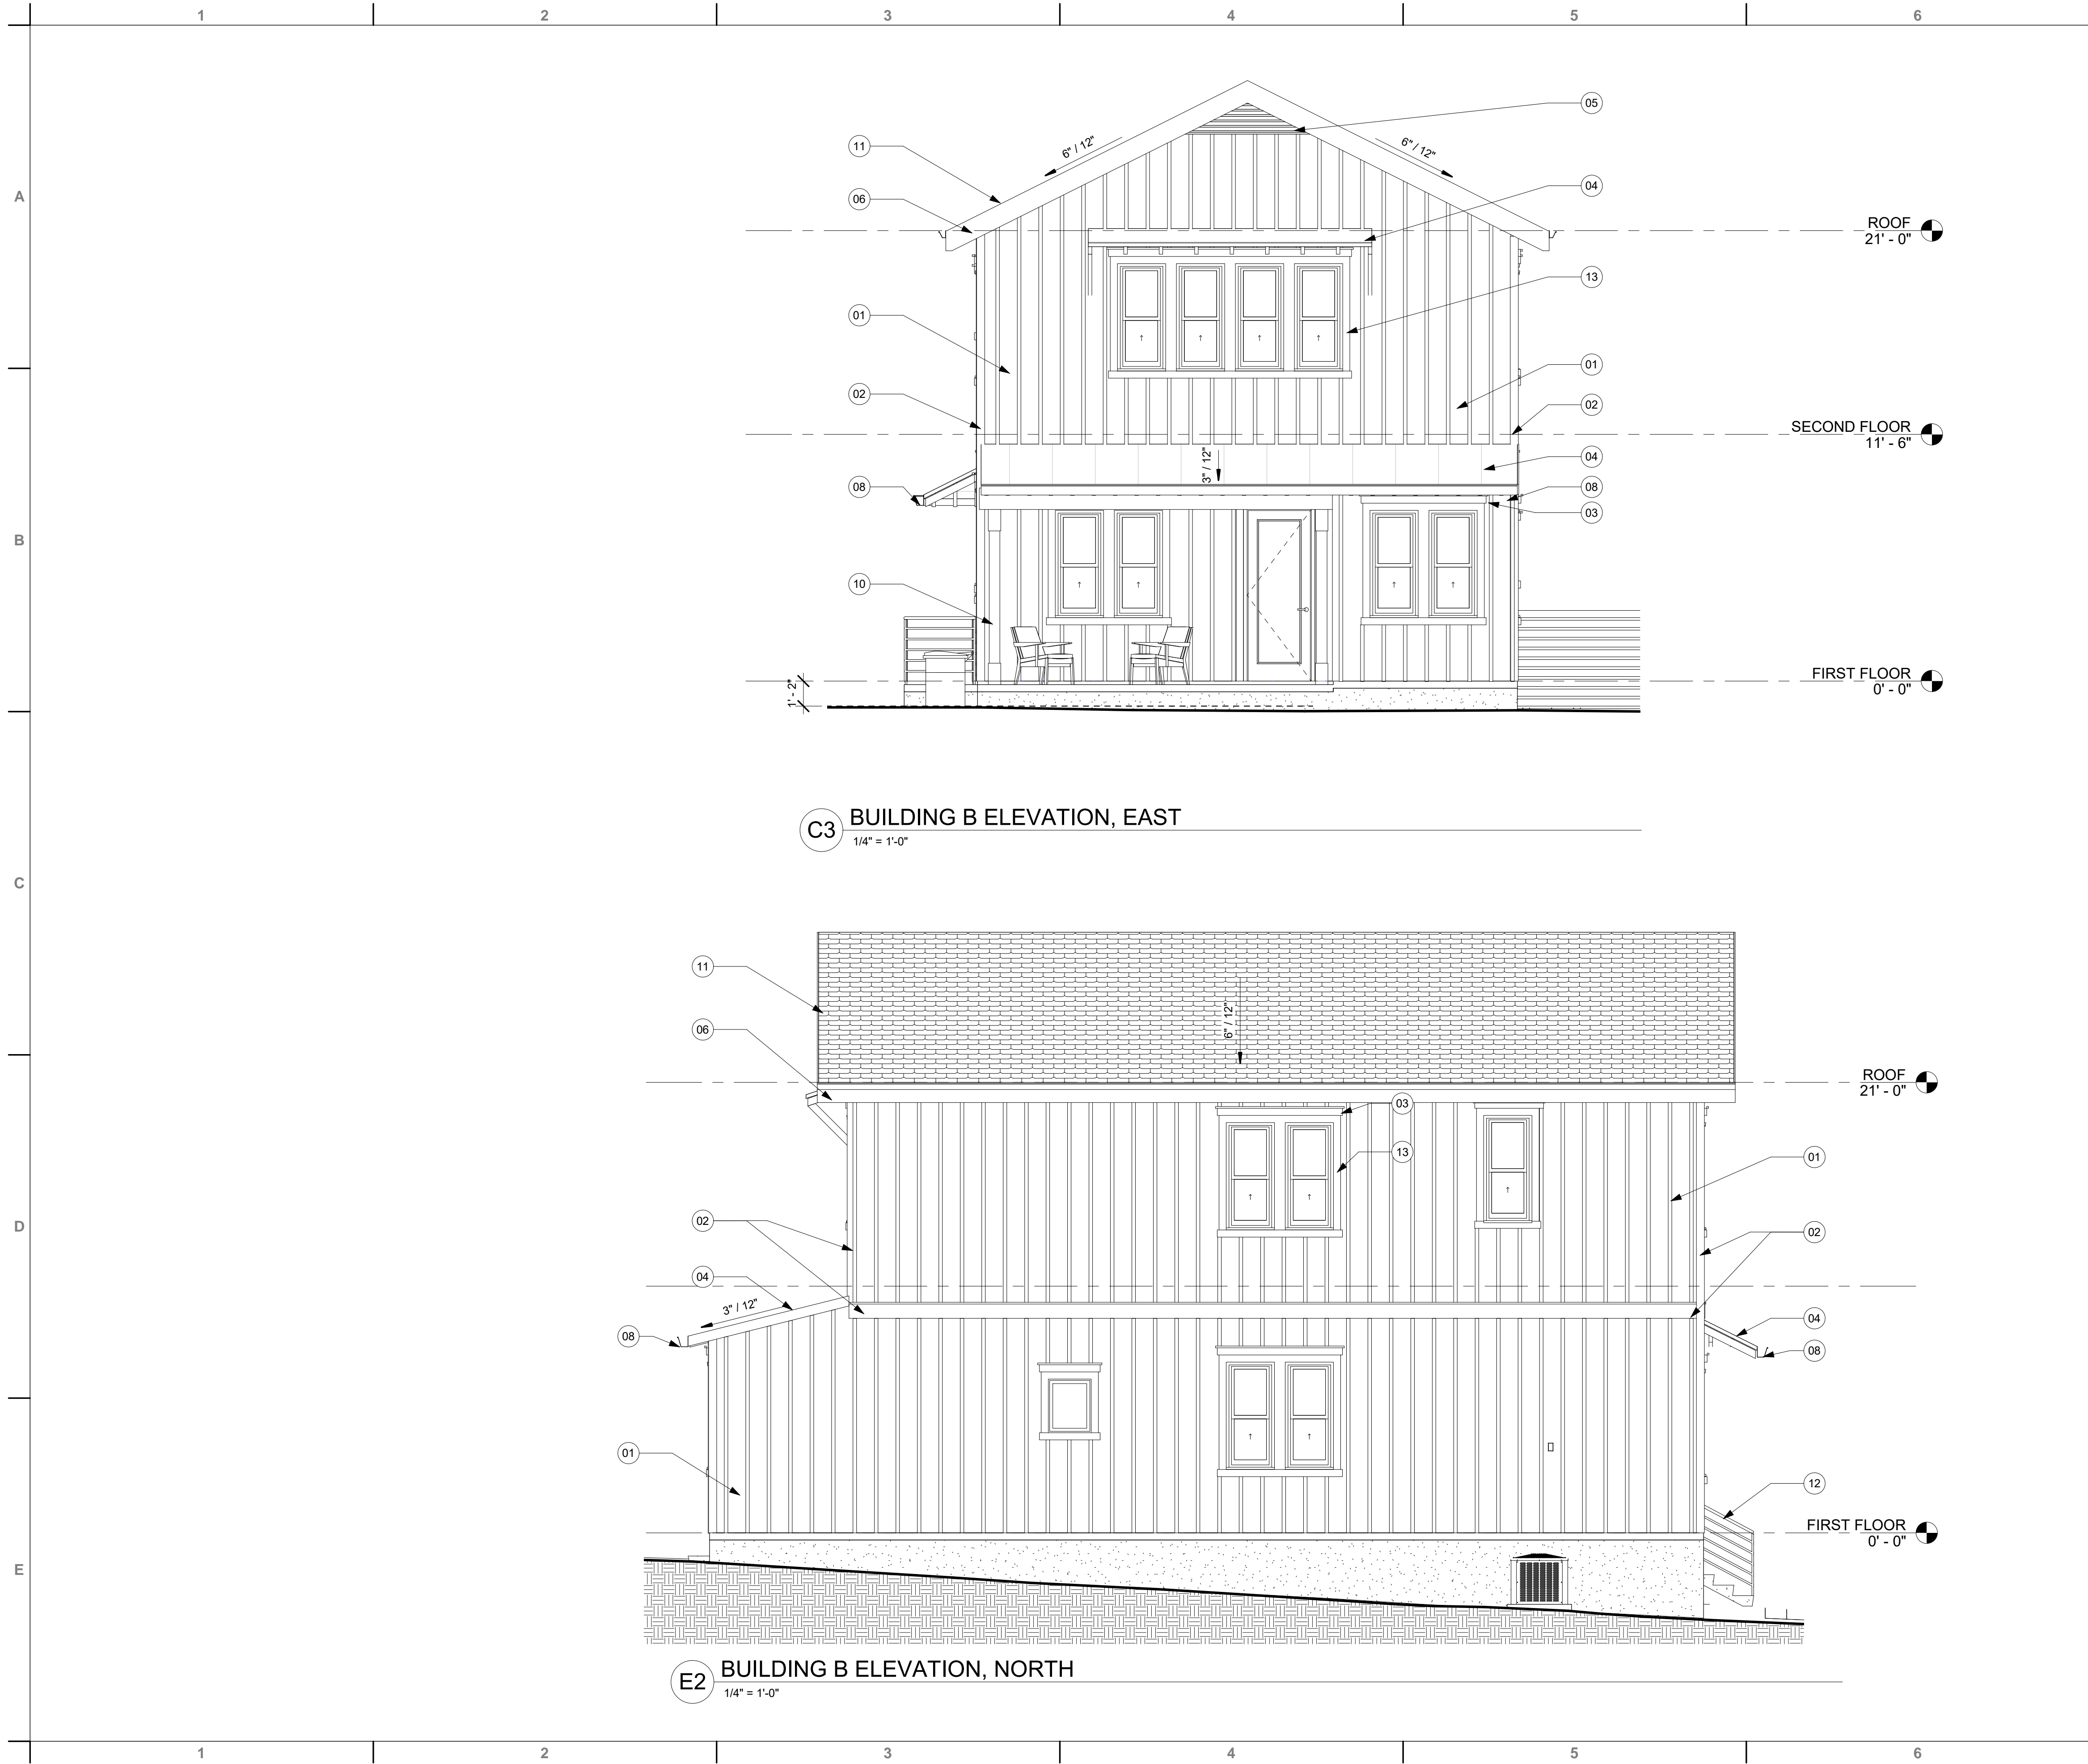 1 2 3 4 5 6
A
B
C
D
E
05
11
6" / 12"
6" / 12"
04
06
ROOF
21' - 0"
13
01
01
02
02
SECOND FLOOR
11' - 6"
04
3" / 12"
08
08
03
10
FIRST FLOOR
0' - 0"
1' - 2"
C3 BUILDING B ELEVATION, EAST
1/4" = 1'-0"
11
6" / 12"
06
ROOF
21' - 0"
03
13
01
02
02
04
3" / 12"
04
08
08
01
12
FIRST FLOOR
0' - 0"
E2 BUILDING B ELEVATION, NORTH
1/4" = 1'-0"
1 2 3 4 5 6